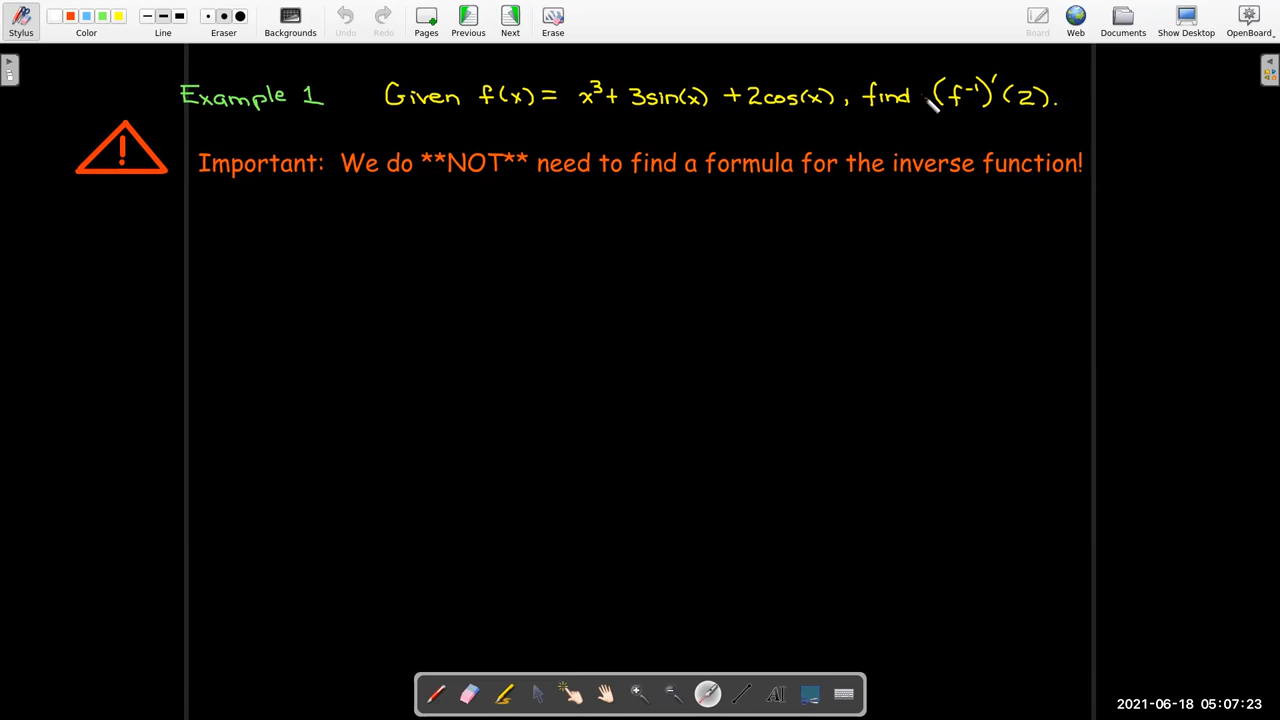 Stylus Color Line Eraser Backgrounds Undo Redo Pages Previous Next Erase Board Web Documents Show Desktop OpenBoard
Example 1 Given f(x) = x³ + 3sin(x) + 2cos(x), find (f⁻¹)′(2).
! Important: We do **NOT** need to find a formula for the inverse function!
AI
2021-06-18 05:07:23